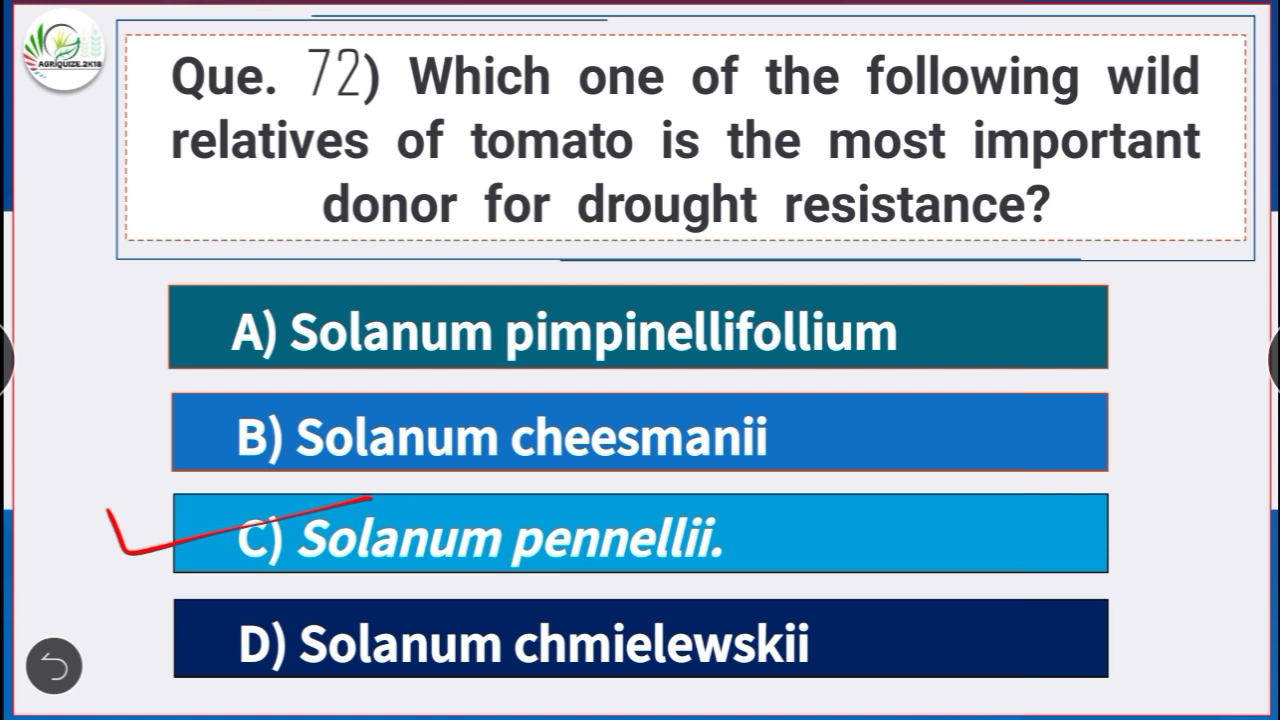 AGRIQUIZE.2K18
Que. 72) Which one of the following wild
relatives of tomato is the most important
donor for drought resistance?
A) Solanum pimpinellifollium
B) Solanum cheesmanii
C) Solanum pennellii.
D) Solanum chmielewskii